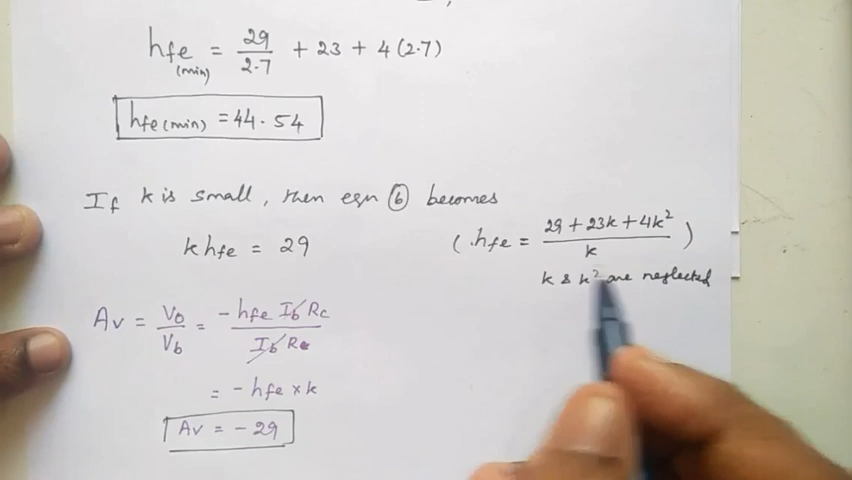 hfe(min) = 29/2.7 + 23 + 4(2.7)
hfe(min) = 44.54
If k is small, then eqn ⑥ becomes
k hfe = 29
(.hfe = (29 + 23k + 4k²)/k)
k & k² are neglected
Av = Vo/Vb = -hfe Ib Rc / Ib R
= -hfe × k
Av = -29